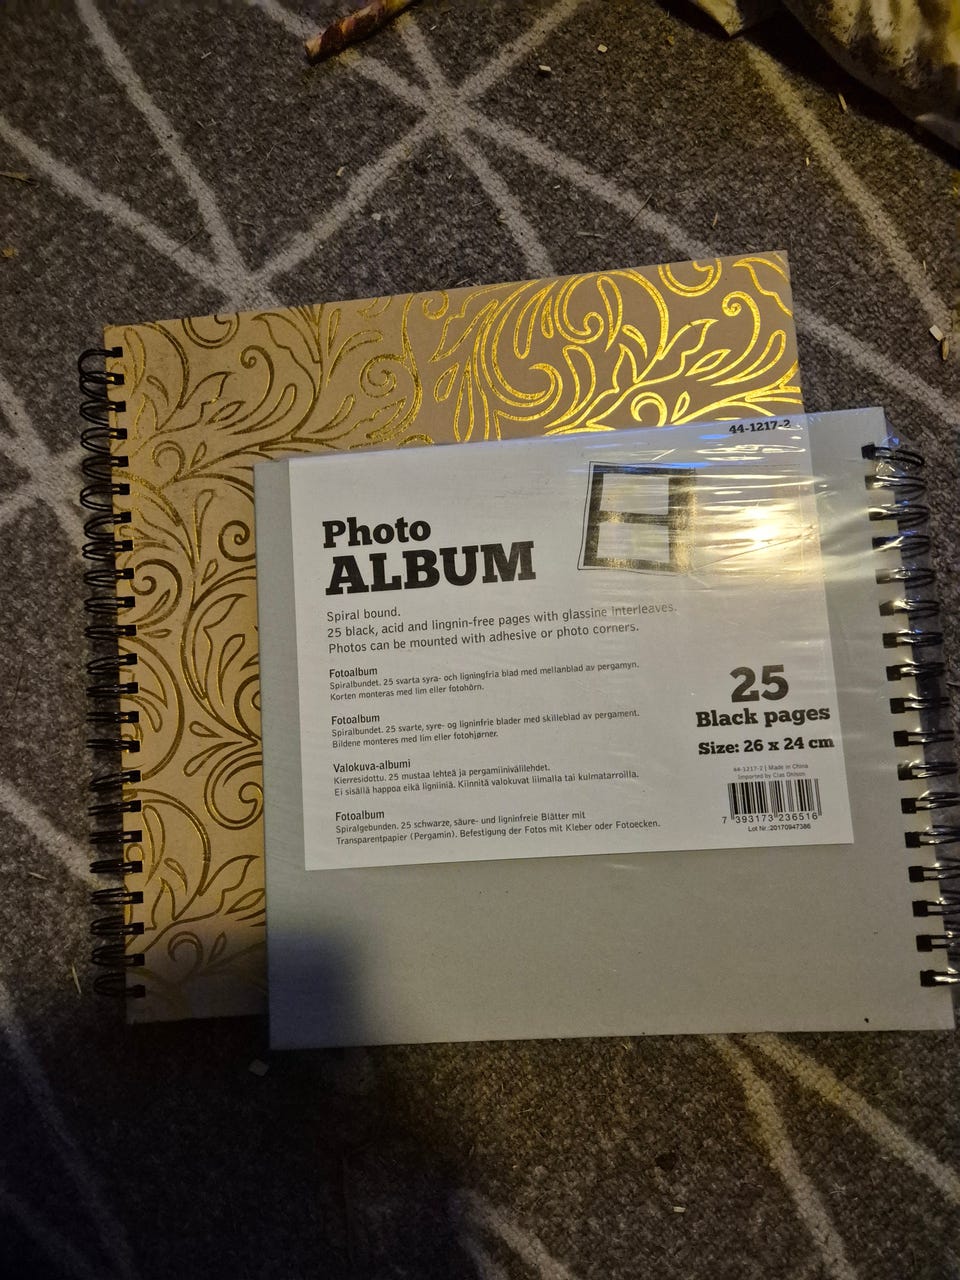 44-1217-2
Photo
ALBUM
Spiral bound.
25 black, acid and lingnin-free pages with glassine interleaves.
Photos can be mounted with adhesive or photo corners.
Fotoalbum
Spiralbundet. 25 svarta syra- och ligningfria blad med mellanblad av pergamyn.
Korten monteras med lim eller fotohörn.
Fotoalbum
Spiralbundet. 25 svarte, syre- og ligninfrie blader med skilleblad av pergament.
Bildene monteres med lim eller fotohjørner.
Valokuva-albumi
Kierresidottu. 25 mustaa lehteä ja pergamiinivälilehdet.
Ei sisällä happoa eikä ligniiniä. Kiinnitä valokuvat liimalla tai kulmatarroilla.
Fotoalbum
Spiralgebunden. 25 schwarze, säure- und ligninfreie Blätter mit
Transparentpapier (Pergamin). Befestigung der Fotos mit Kleber oder Fotoecken.
25
Black pages
Size: 26 x 24 cm
44-1217-2 | Made in China
Imported by Clas Ohlson
7 393173 236516
Lot Nr.:20170947386